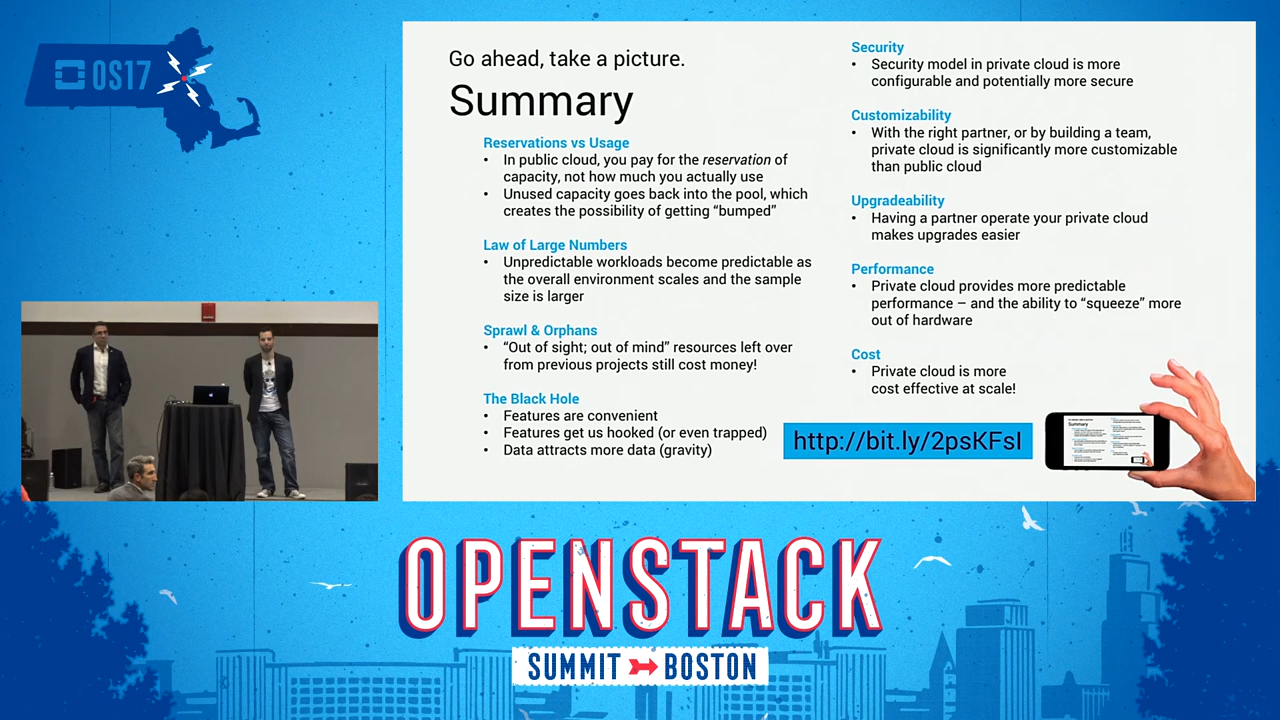 OS17
Go ahead, take a picture.
Summary
Reservations vs Usage
• In public cloud, you pay for the reservation of
capacity, not how much you actually use
• Unused capacity goes back into the pool, which
creates the possibility of getting “bumped”
Law of Large Numbers
• Unpredictable workloads become predictable as
the overall environment scales and the sample
size is larger
Sprawl & Orphans
• “Out of sight; out of mind” resources left over
from previous projects still cost money!
The Black Hole
• Features are convenient
• Features get us hooked (or even trapped)
• Data attracts more data (gravity)
Security
• Security model in private cloud is more
configurable and potentially more secure
Customizability
• With the right partner, or by building a team,
private cloud is significantly more customizable
than public cloud
Upgradeability
• Having a partner operate your private cloud
makes upgrades easier
Performance
• Private cloud provides more predictable
performance – and the ability to “squeeze” more
out of hardware
Cost
• Private cloud is more
cost effective at scale!
http://bit.ly/2psKFsI
Summary
OPENSTACK
SUMMIT BOSTON